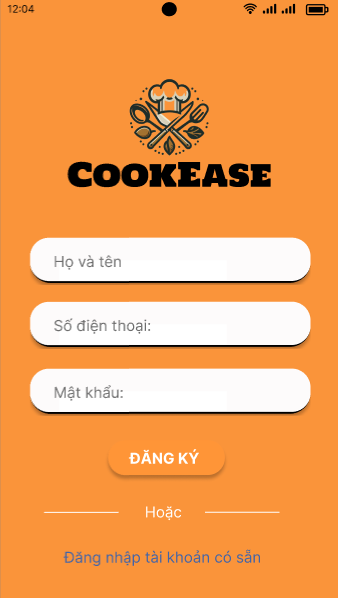 12:04
COOKEASE
Họ và tên
Số điện thoại:
Mật khẩu:
ĐĂNG KÝ
Hoặc
Đăng nhập tài khoản có sẵn